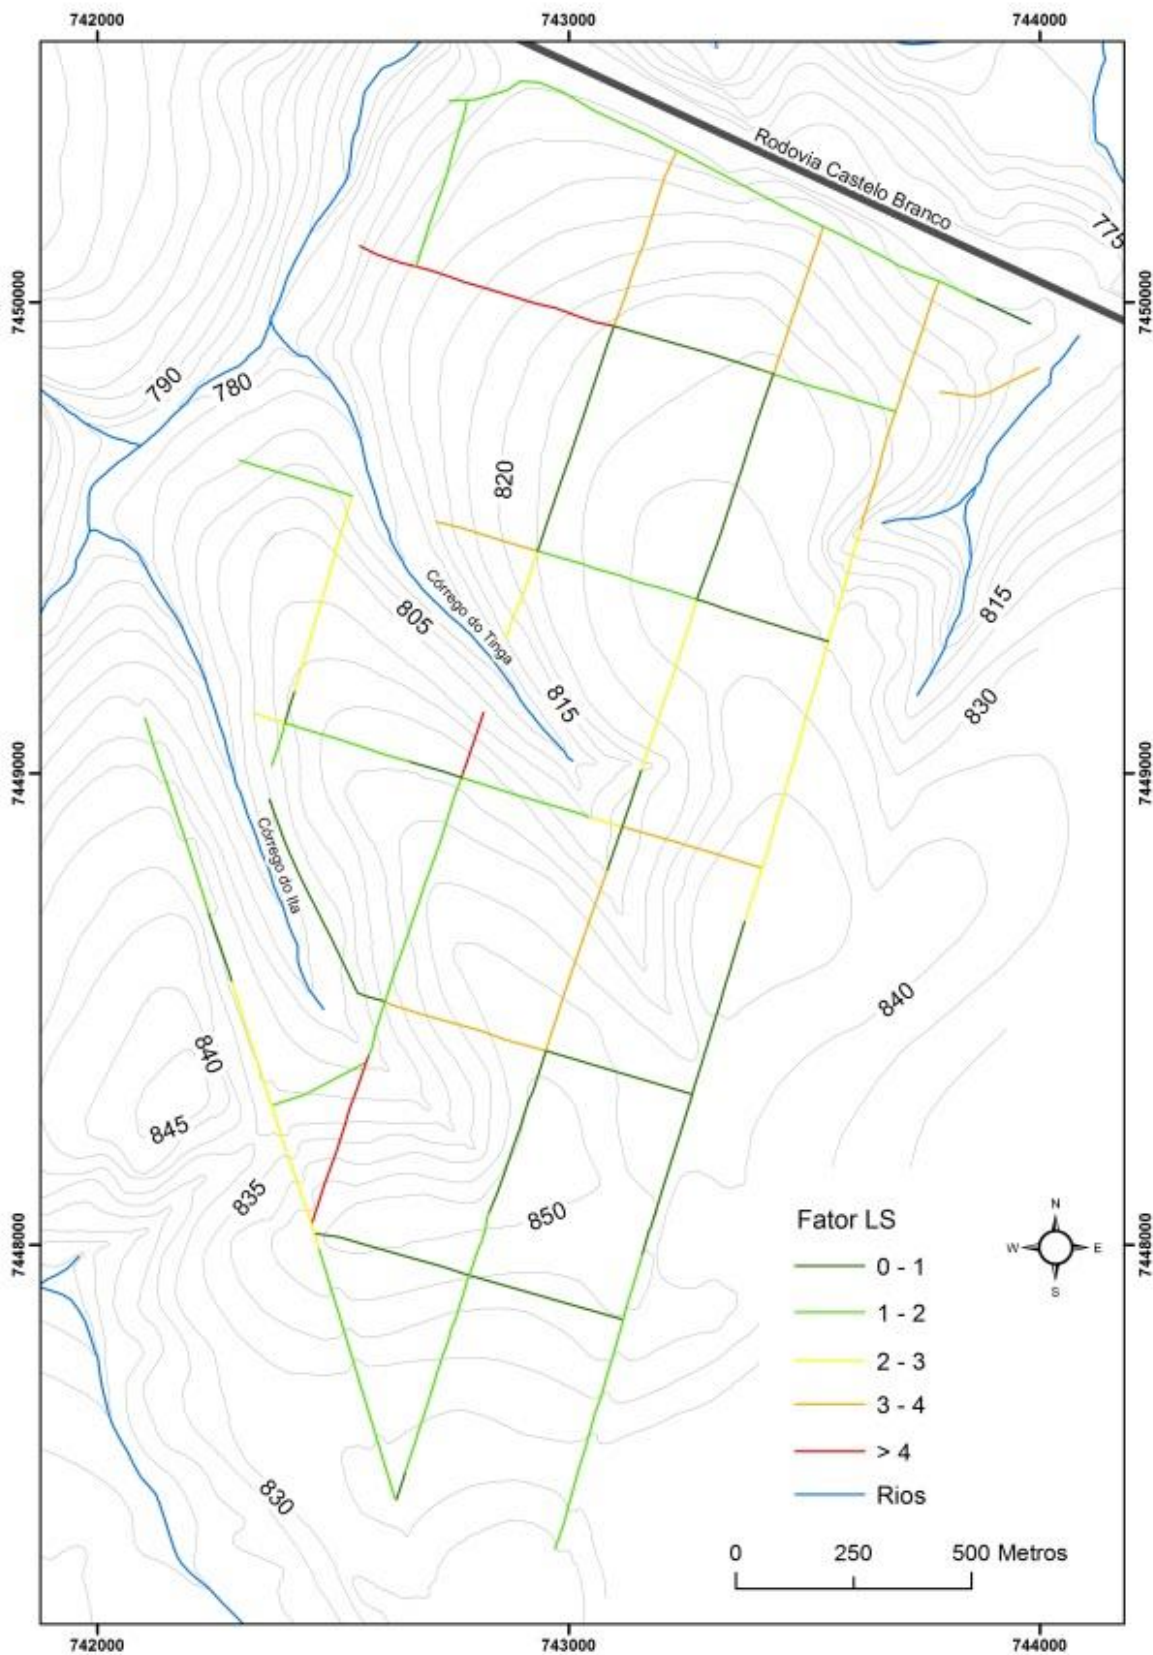 742000
743000
744000
Rodovia Castelo Branco
775
7450000
7450000
790
780
820
Córrego do Tinga
805
815
815
830
7449000
7449000
Córrego do Ita
840
840
845
835
850
Fator LS
N
W
E
S
7448000
7448000
0 - 1
1 - 2
2 - 3
3 - 4
> 4
Rios
830
0
250
500 Metros
742000
743000
744000